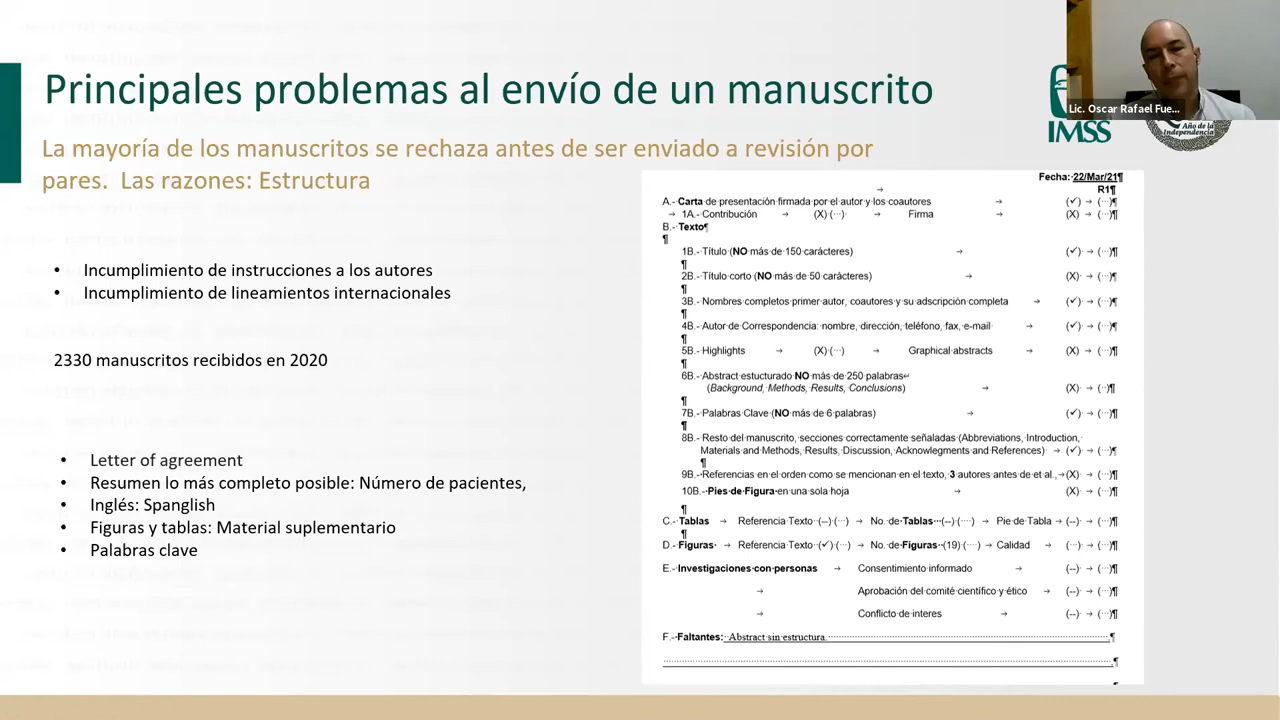 Principales problemas al envío de un manuscrito
Lic. Oscar Rafael Fue...
IMSS
Año de la
Independencia
La mayoría de los manuscritos se rechaza antes de ser enviado a revisión por
pares. Las razones: Estructura
• Incumplimiento de instrucciones a los autores
• Incumplimiento de lineamientos internacionales
2330 manuscritos recibidos en 2020
• Letter of agreement
• Resumen lo más completo posible: Número de pacientes,
• Inglés: Spanglish
• Figuras y tablas: Material suplementario
• Palabras clave
Fecha:·22/Mar/21¶
→ R1¶
A.-·Carta·de·presentación·firmada·por·el·autor·y·los·coautores → (✓)·→·(···)¶
→ 1A.-·Contribución → (X)·(···)· → Firma → (X)·→·(···)¶
B.-·Texto¶
¶
1B.-·Título·(NO·más·de·150·carácteres) → (✓)·→·(···)¶
¶
2B.-·Título·corto·(NO·más·de·50·carácteres) → (X)·→·(···)¶
¶
3B.-·Nombres·completos·primer·autor,·coautores·y·su·adscripción·completa → (✓)·→·(···)¶
¶
4B.-·Autor·de·Correspondencia:·nombre,·dirección,·teléfono,·fax,·e-mail· → (✓)·→·(···)¶
¶
5B.-·Highlights → (X)·(···) → Graphical·abstracts → (X)·→·(···)¶
¶
6B.-·Abstract·estucturado·NO·más·de·250·palabras↵
(Background,·Methods,·Results,·Conclusions) → (X)·→·(··)¶
¶
7B.-·Palabras·Clave·(NO·más·de·6·palabras) → (✓)·→·(···)¶
¶
8B.-·Resto·del·manuscrito,·secciones·correctamente·señaladas·(Abbreviations,·Introduction,·
Materials·and·Methods,·Results,·Discussion,·Acknowlegments·and·References)· → (✓)·→·(···)¶
¶
9B.-·Referencias·en·el·orden·como·se·mencionan·en·el·texto,·3·autores·antes·de·et·al.,→(X)·→·(···)¶
10B.-·Pies·de·Figura·en·una·sola·hoja → (X)·→·(···)¶
¶
C.-·Tablas → Referencia·Texto··(--)·(···) → No.·de·Tablas···(--)·(····) → Pie·de·Tabla → (--)·→·(···)¶
¶
D.-·Figuras· → Referencia·Texto··(✓)·(···) → No.·de·Figuras··(19)·(····) → Calidad → (···)·→·(···)¶
E.-·Investigaciones·con·personas → Consentimiento·informado → (--)·→·(···)¶
→ Aprobación·del·comité·científico·y·ético → (--)·→·(···)¶
→ Conflicto·de·interes → (--)·→·(···)¶
F.-·Faltantes:··Abstract·sin·estructura.·¶
¶